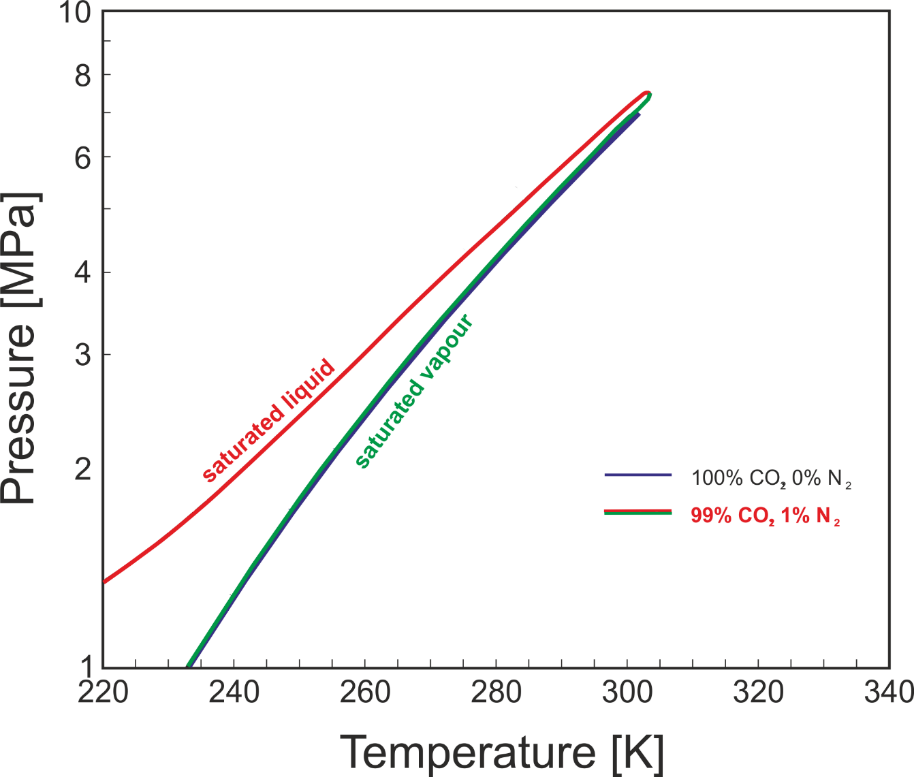 Pressure [MPa]
10
8
6
4
3
2
1
saturated liquid
saturated vapour
100% CO₂ 0% N₂
99% CO₂ 1% N₂
220 240 260 280 300 320 340
Temperature [K]